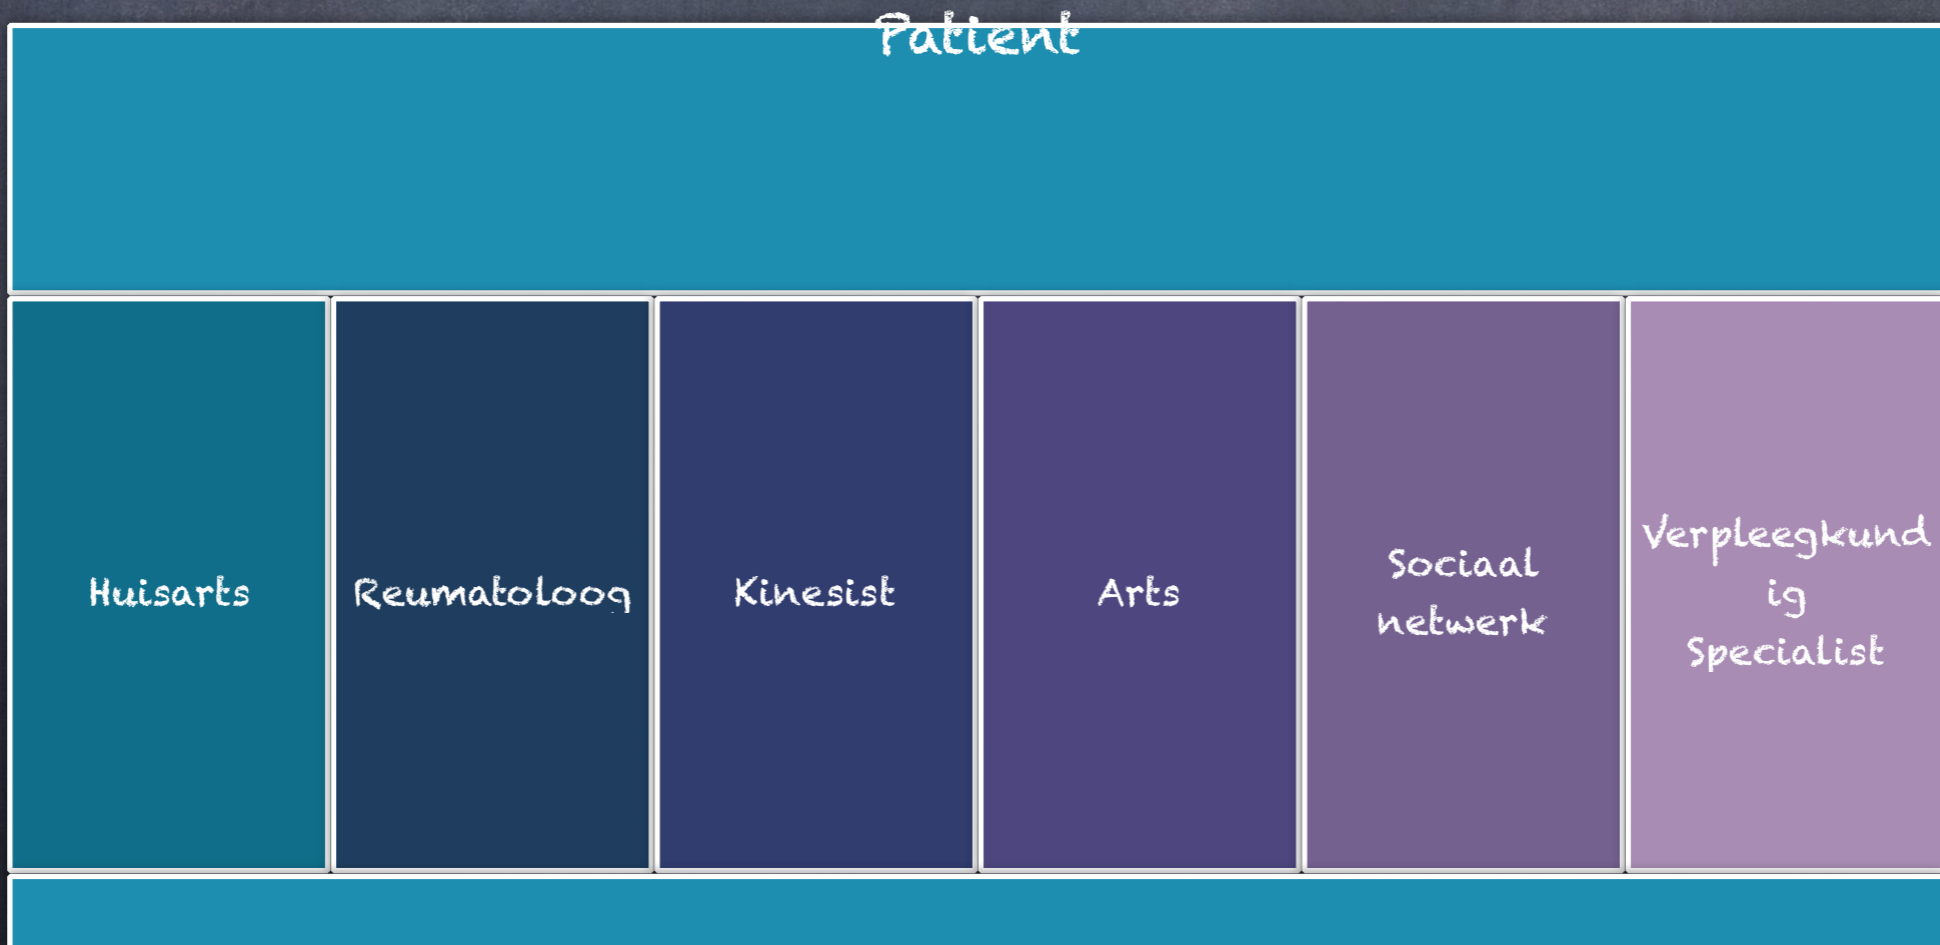 Patient
Huisarts
Reumatoloog
Kinesist
Arts
Sociaal
netwerk
Verpleegkund
ig
Specialist